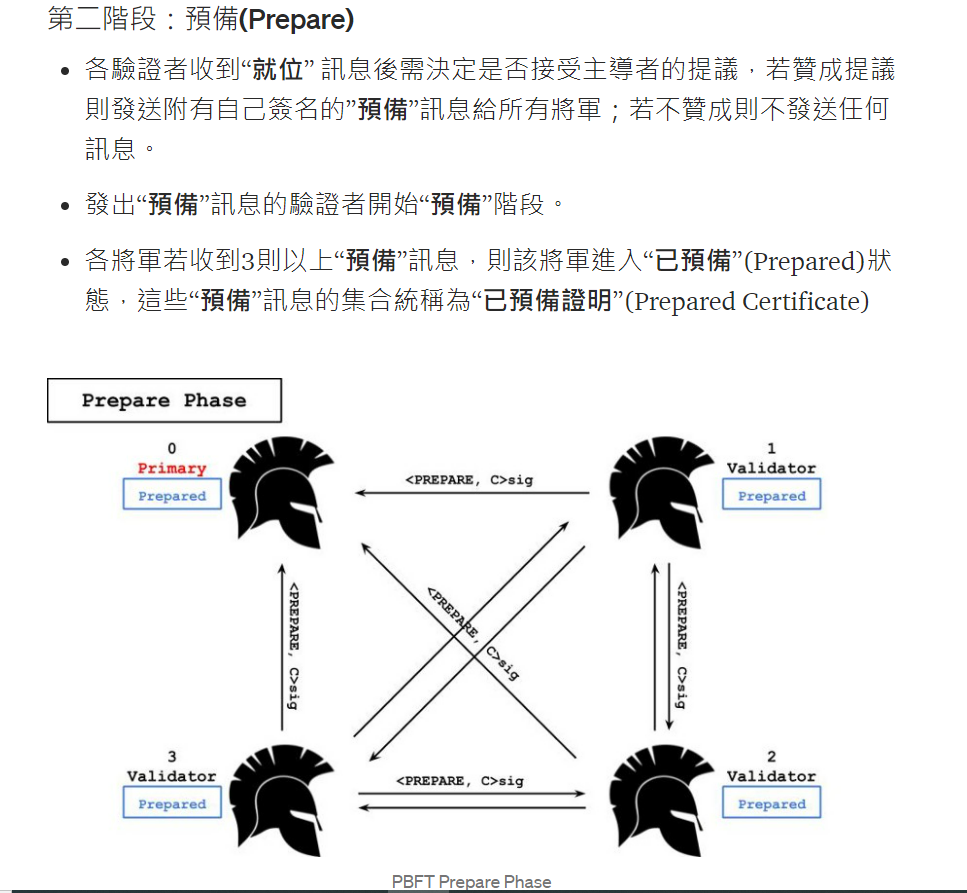 第二階段：預備(Prepare)
各驗證者收到“就位” 訊息後需決定是否接受主導者的提議，若贊成提議
則發送附有自己簽名的”預備”訊息給所有將軍；若不贊成則不發送任何
訊息。
發出“預備”訊息的驗證者開始“預備”階段。
各將軍若收到3則以上“預備”訊息，則該將軍進入“已預備”(Prepared)狀
態，這些“預備”訊息的集合統稱為“已預備證明”(Prepared Certificate)
Prepare Phase
0
Primary
Prepared
<PREPARE, C>sig
1
Validator
Prepared
<PREPARE, C>sig
<PREPARE, C>sig
<PREPARE, C>sig
3
Validator
Prepared
<PREPARE, C>sig
2
Validator
Prepared
PBFT Prepare Phase